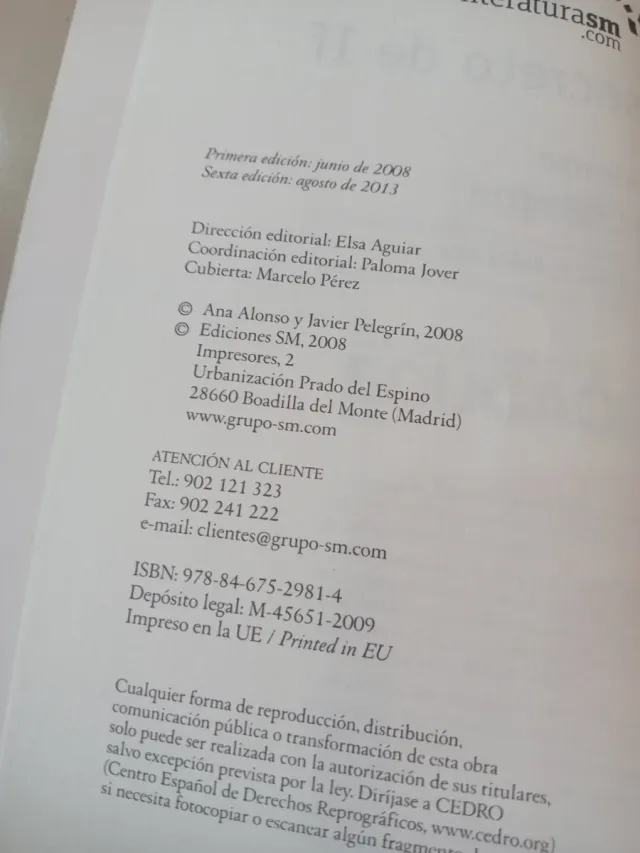 literaturasm
.com
Primera edición: junio de 2008
Sexta edición: agosto de 2013
Dirección editorial: Elsa Aguiar
Coordinación editorial: Paloma Jover
Cubierta: Marcelo Pérez
© Ana Alonso y Javier Pelegrín, 2008
© Ediciones SM, 2008
Impresores, 2
Urbanización Prado del Espino
28660 Boadilla del Monte (Madrid)
www.grupo-sm.com
ATENCIÓN AL CLIENTE
Tel.: 902 121 323
Fax: 902 241 222
e-mail: clientes@grupo-sm.com
ISBN: 978-84-675-2981-4
Depósito legal: M-45651-2009
Impreso en la UE / Printed in EU
Cualquier forma de reproducción, distribución,
comunicación pública o transformación de esta obra
solo puede ser realizada con la autorización de sus titulares,
salvo excepción prevista por la ley. Diríjase a CEDRO
(Centro Español de Derechos Reprográficos, www.cedro.org)
si necesita fotocopiar o escanear algún fragmento